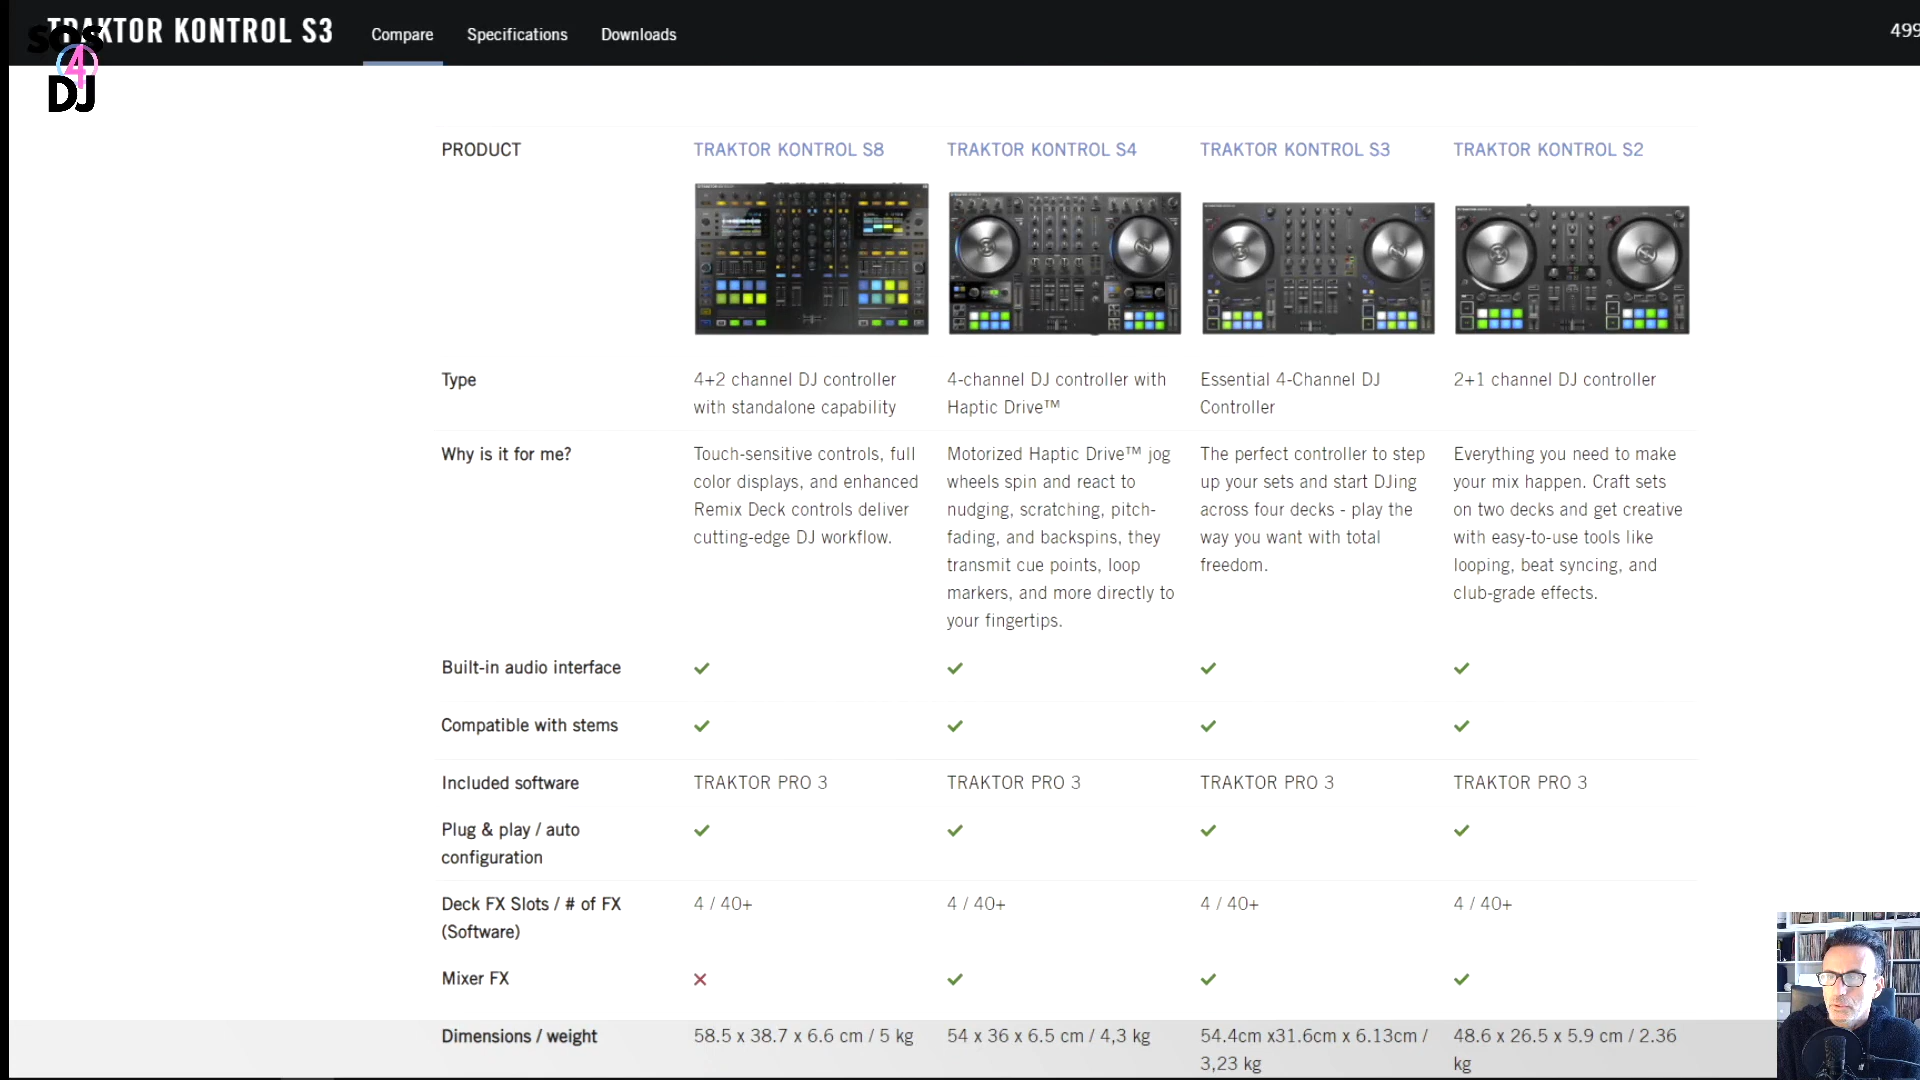 TRAKTOR KONTROL S3
Compare
Specifications
Downloads
499
SOS
4
DJ
PRODUCT
TRAKTOR KONTROL S8
TRAKTOR KONTROL S4
TRAKTOR KONTROL S3
TRAKTOR KONTROL S2
Type
4+2 channel DJ controller
with standalone capability
4-channel DJ controller with
Haptic Drive™
Essential 4-Channel DJ
Controller
2+1 channel DJ controller
Why is it for me?
Touch-sensitive controls, full
color displays, and enhanced
Remix Deck controls deliver
cutting-edge DJ workflow.
Motorized Haptic Drive™ jog
wheels spin and react to
nudging, scratching, pitch-
fading, and backspins, they
transmit cue points, loop
markers, and more directly to
your fingertips.
The perfect controller to step
up your sets and start DJing
across four decks - play the
way you want with total
freedom.
Everything you need to make
your mix happen. Craft sets
on two decks and get creative
with easy-to-use tools like
looping, beat syncing, and
club-grade effects.
Built-in audio interface
Compatible with stems
Included software
TRAKTOR PRO 3
TRAKTOR PRO 3
TRAKTOR PRO 3
TRAKTOR PRO 3
Plug & play / auto
configuration
Deck FX Slots / # of FX
(Software)
4 / 40+
4 / 40+
4 / 40+
4 / 40+
Mixer FX
Dimensions / weight
58.5 x 38.7 x 6.6 cm / 5 kg
54 x 36 x 6.5 cm / 4,3 kg
54.4cm x31.6cm x 6.13cm /
3,23 kg
48.6 x 26.5 x 5.9 cm / 2.36
kg